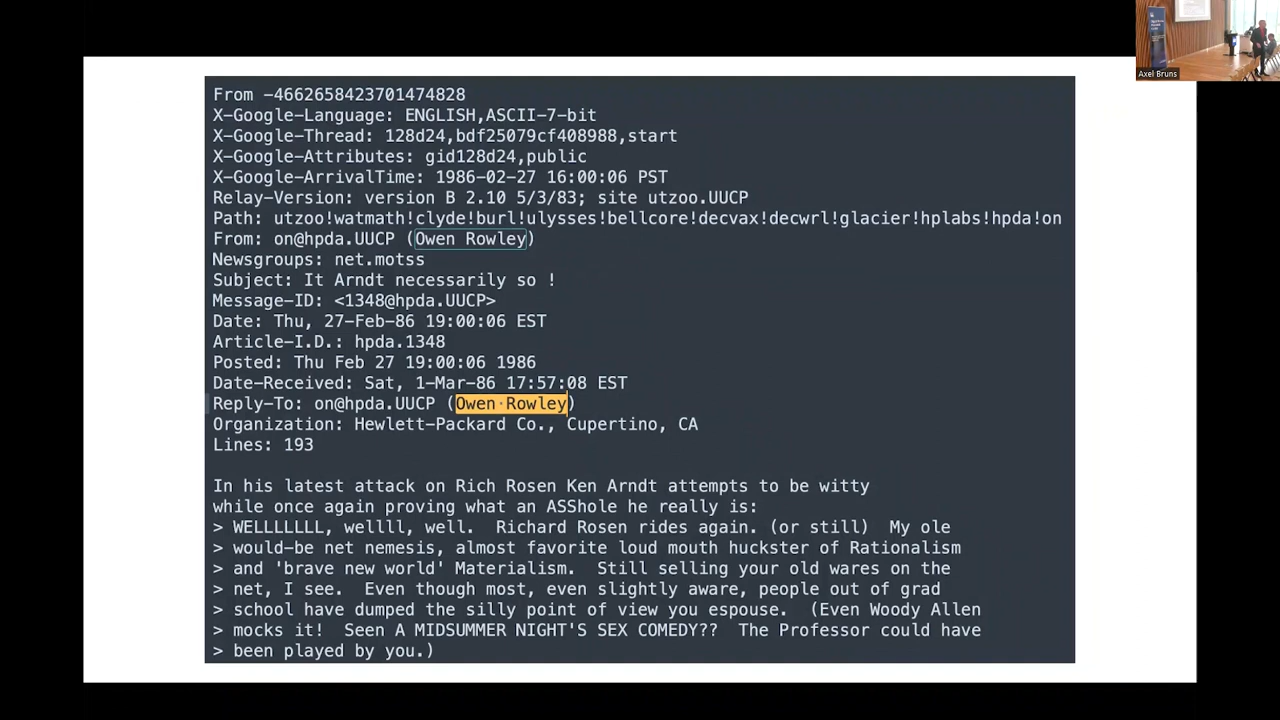 From -4662658423701474828
X-Google-Language: ENGLISH,ASCII-7-bit
X-Google-Thread: 128d24,bdf25079cf408988,start
X-Google-Attributes: gid128d24,public
X-Google-ArrivalTime: 1986-02-27 16:00:06 PST
Relay-Version: version B 2.10 5/3/83; site utzoo.UUCP
Path: utzoo!watmath!clyde!burl!ulysses!bellcore!decvax!decwrl!glacier!hplabs!hpda!on
From: on@hpda.UUCP (Owen Rowley)
Newsgroups: net.motss
Subject: It Arndt necessarily so !
Message-ID: <1348@hpda.UUCP>
Date: Thu, 27-Feb-86 19:00:06 EST
Article-I.D.: hpda.1348
Posted: Thu Feb 27 19:00:06 1986
Date-Received: Sat, 1-Mar-86 17:57:08 EST
Reply-To: on@hpda.UUCP (Owen·Rowley)
Organization: Hewlett-Packard Co., Cupertino, CA
Lines: 193
In his latest attack on Rich Rosen Ken Arndt attempts to be witty
while once again proving what an ASShole he really is:
> WELLLLLLL, wellll, well.  Richard Rosen rides again. (or still)  My ole
> would-be net nemesis, almost favorite loud mouth huckster of Rationalism
> and 'brave new world' Materialism.  Still selling your old wares on the
> net, I see.  Even though most, even slightly aware, people out of grad
> school have dumped the silly point of view you espouse.  (Even Woody Allen
> mocks it!  Seen A MIDSUMMER NIGHT'S SEX COMEDY??  The Professor could have
> been played by you.)
Axel Bruns